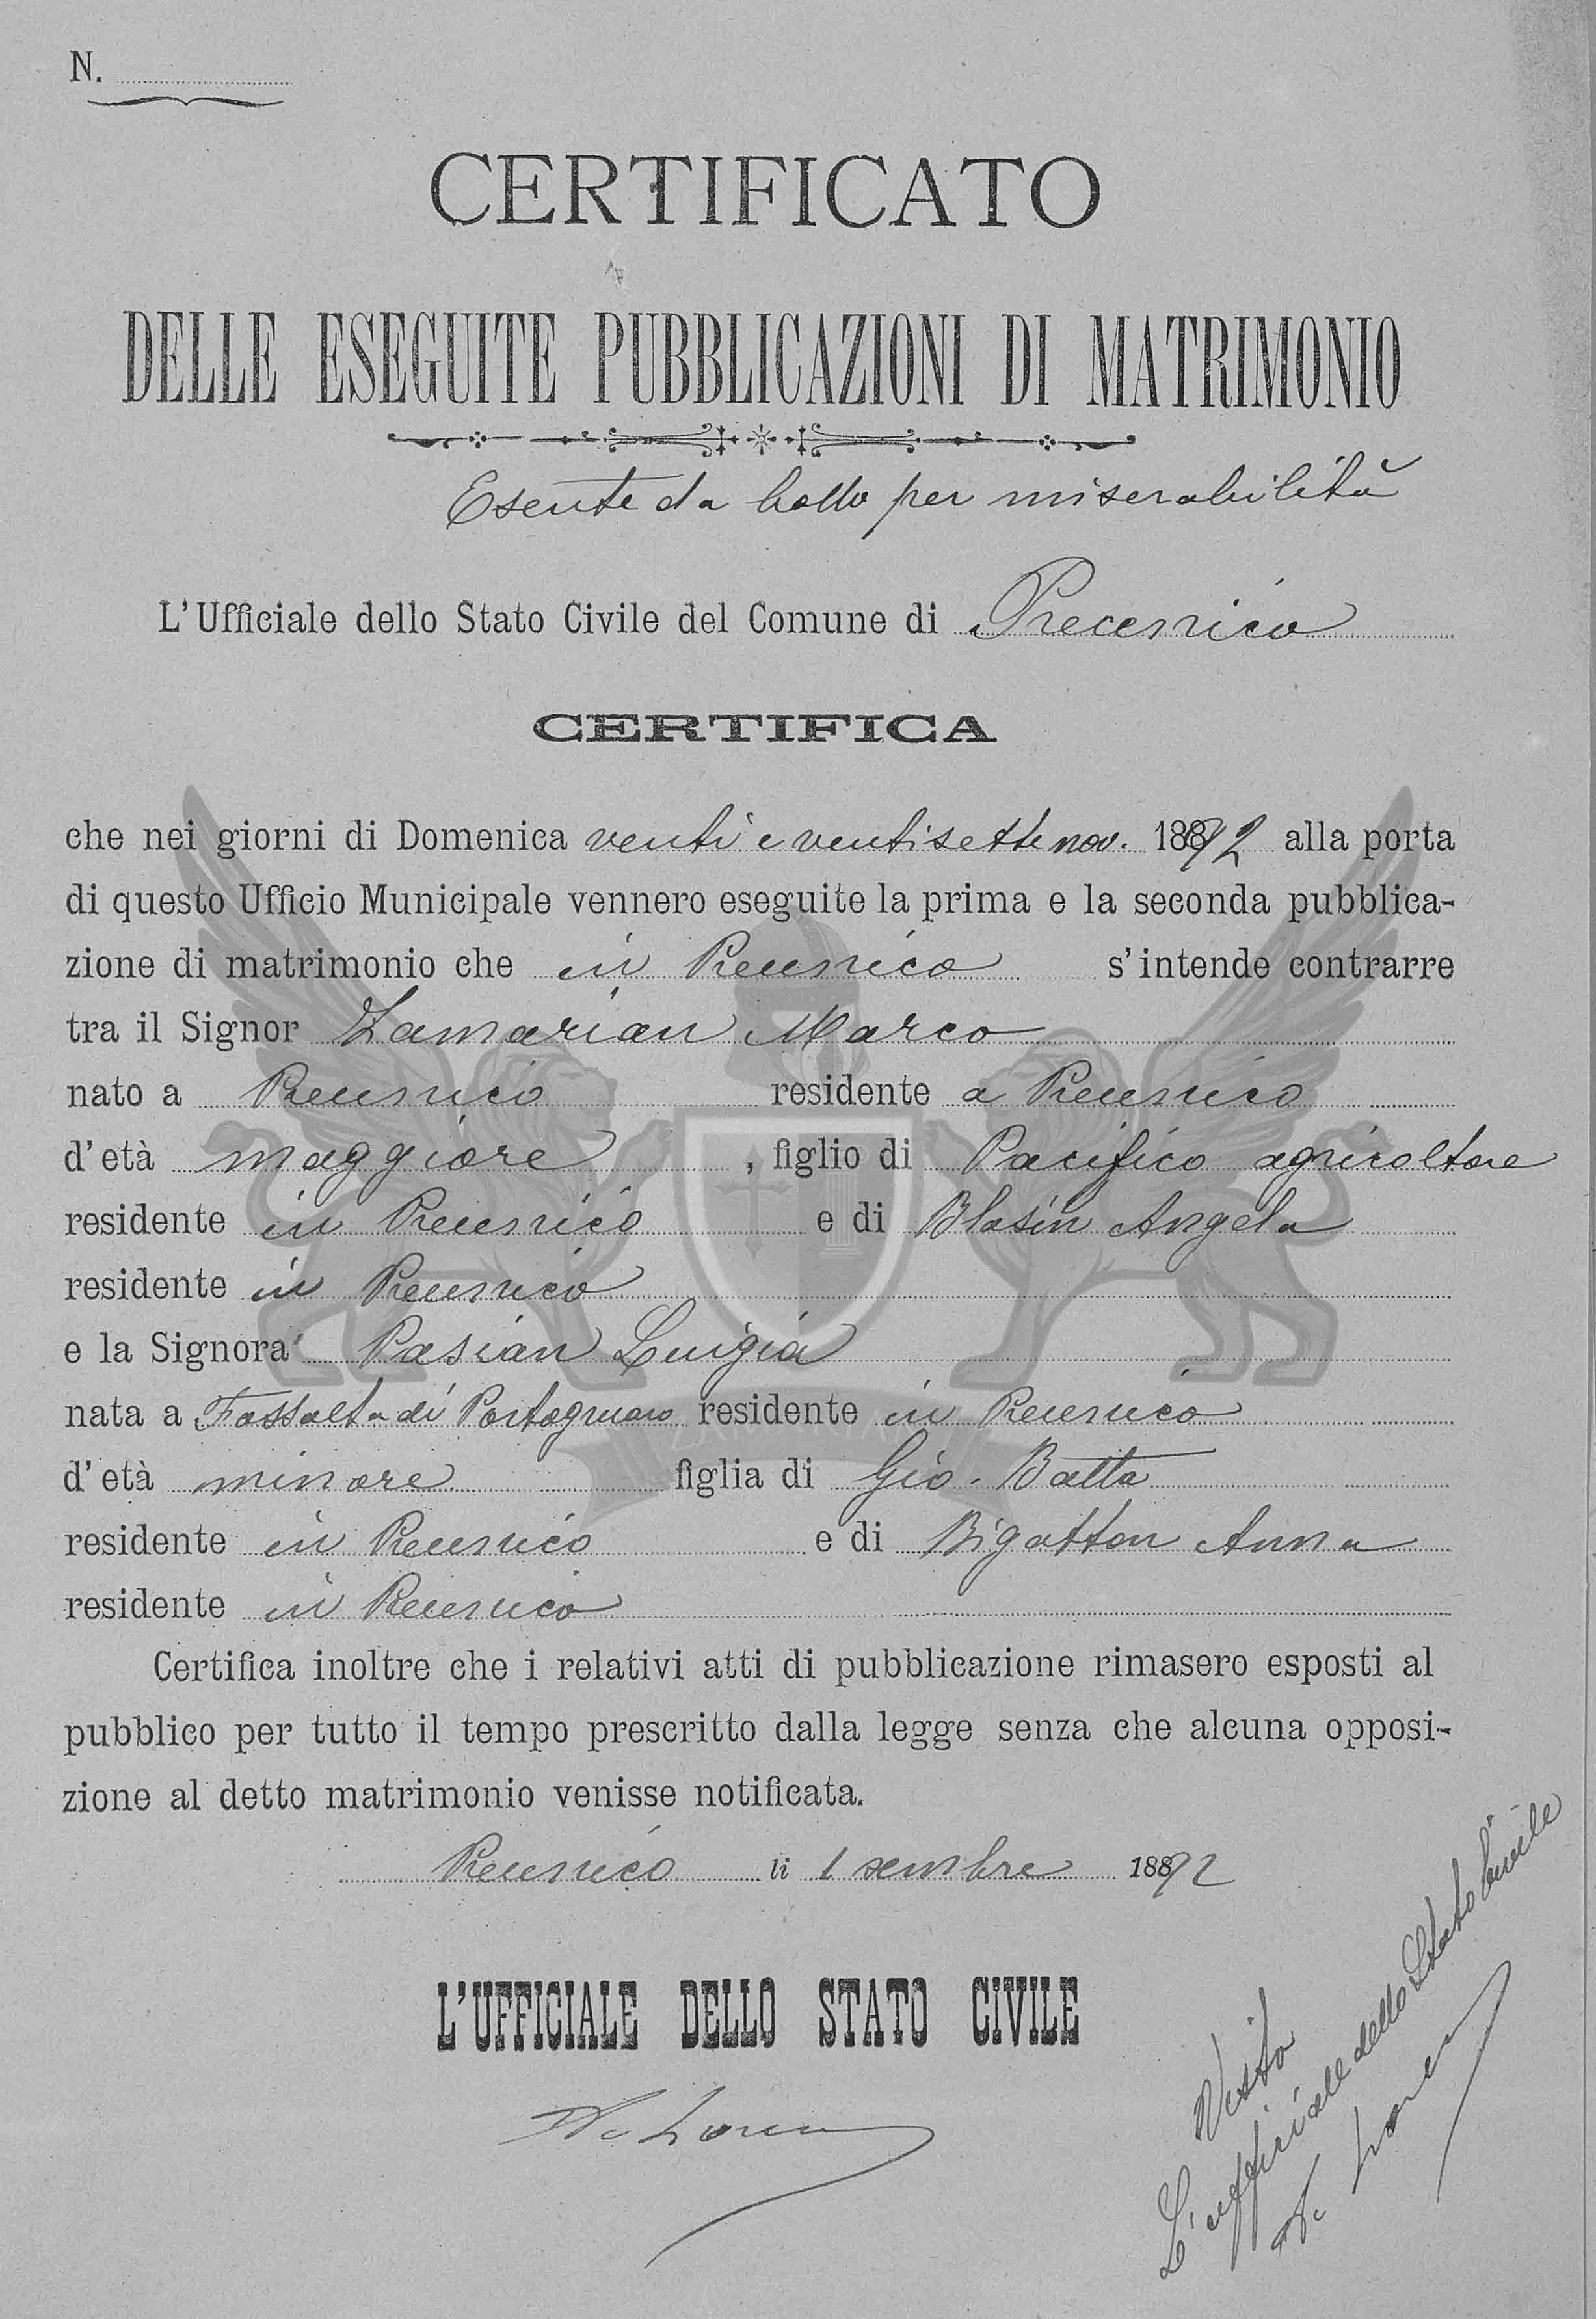 N.
CERTIFICATO
DELLE ESEGUITE PUBBLICAZIONI DI MATRIMONIO
Esente da bollo per miserabilità
L'Ufficiale dello Stato Civile del Comune di Precenico
CERTIFICA
che nei giorni di Domenica venti e ventisette nov. 1892 alla porta
di questo Ufficio Municipale vennero eseguite la prima e la seconda pubblica-
zione di matrimonio che in Precenico s'intende contrarre
tra il Signor Zamarian Marco
nato a Precenico residente a Precenico
d'età maggiore, figlio di Pacifico agricoltore
residente in Precenico e di Blasin Angela
residente in Precenico
e la Signora Pasian Luigia
nata a Fossalta di Portogruaro residente in Precenico
d'età minore figlia di Gio. Batta
residente in Precenico e di Bigatton Anna
residente in Precenico
Certifica inoltre che i relativi atti di pubblicazione rimasero esposti al
pubblico per tutto il tempo prescritto dalla legge senza che alcuna opposi-
zione al detto matrimonio venisse notificata.
Precenico li 1 1892
L'UFFICIALE DELLO STATO CIVILE
Visto
L'ufficiale dello Stato Civile